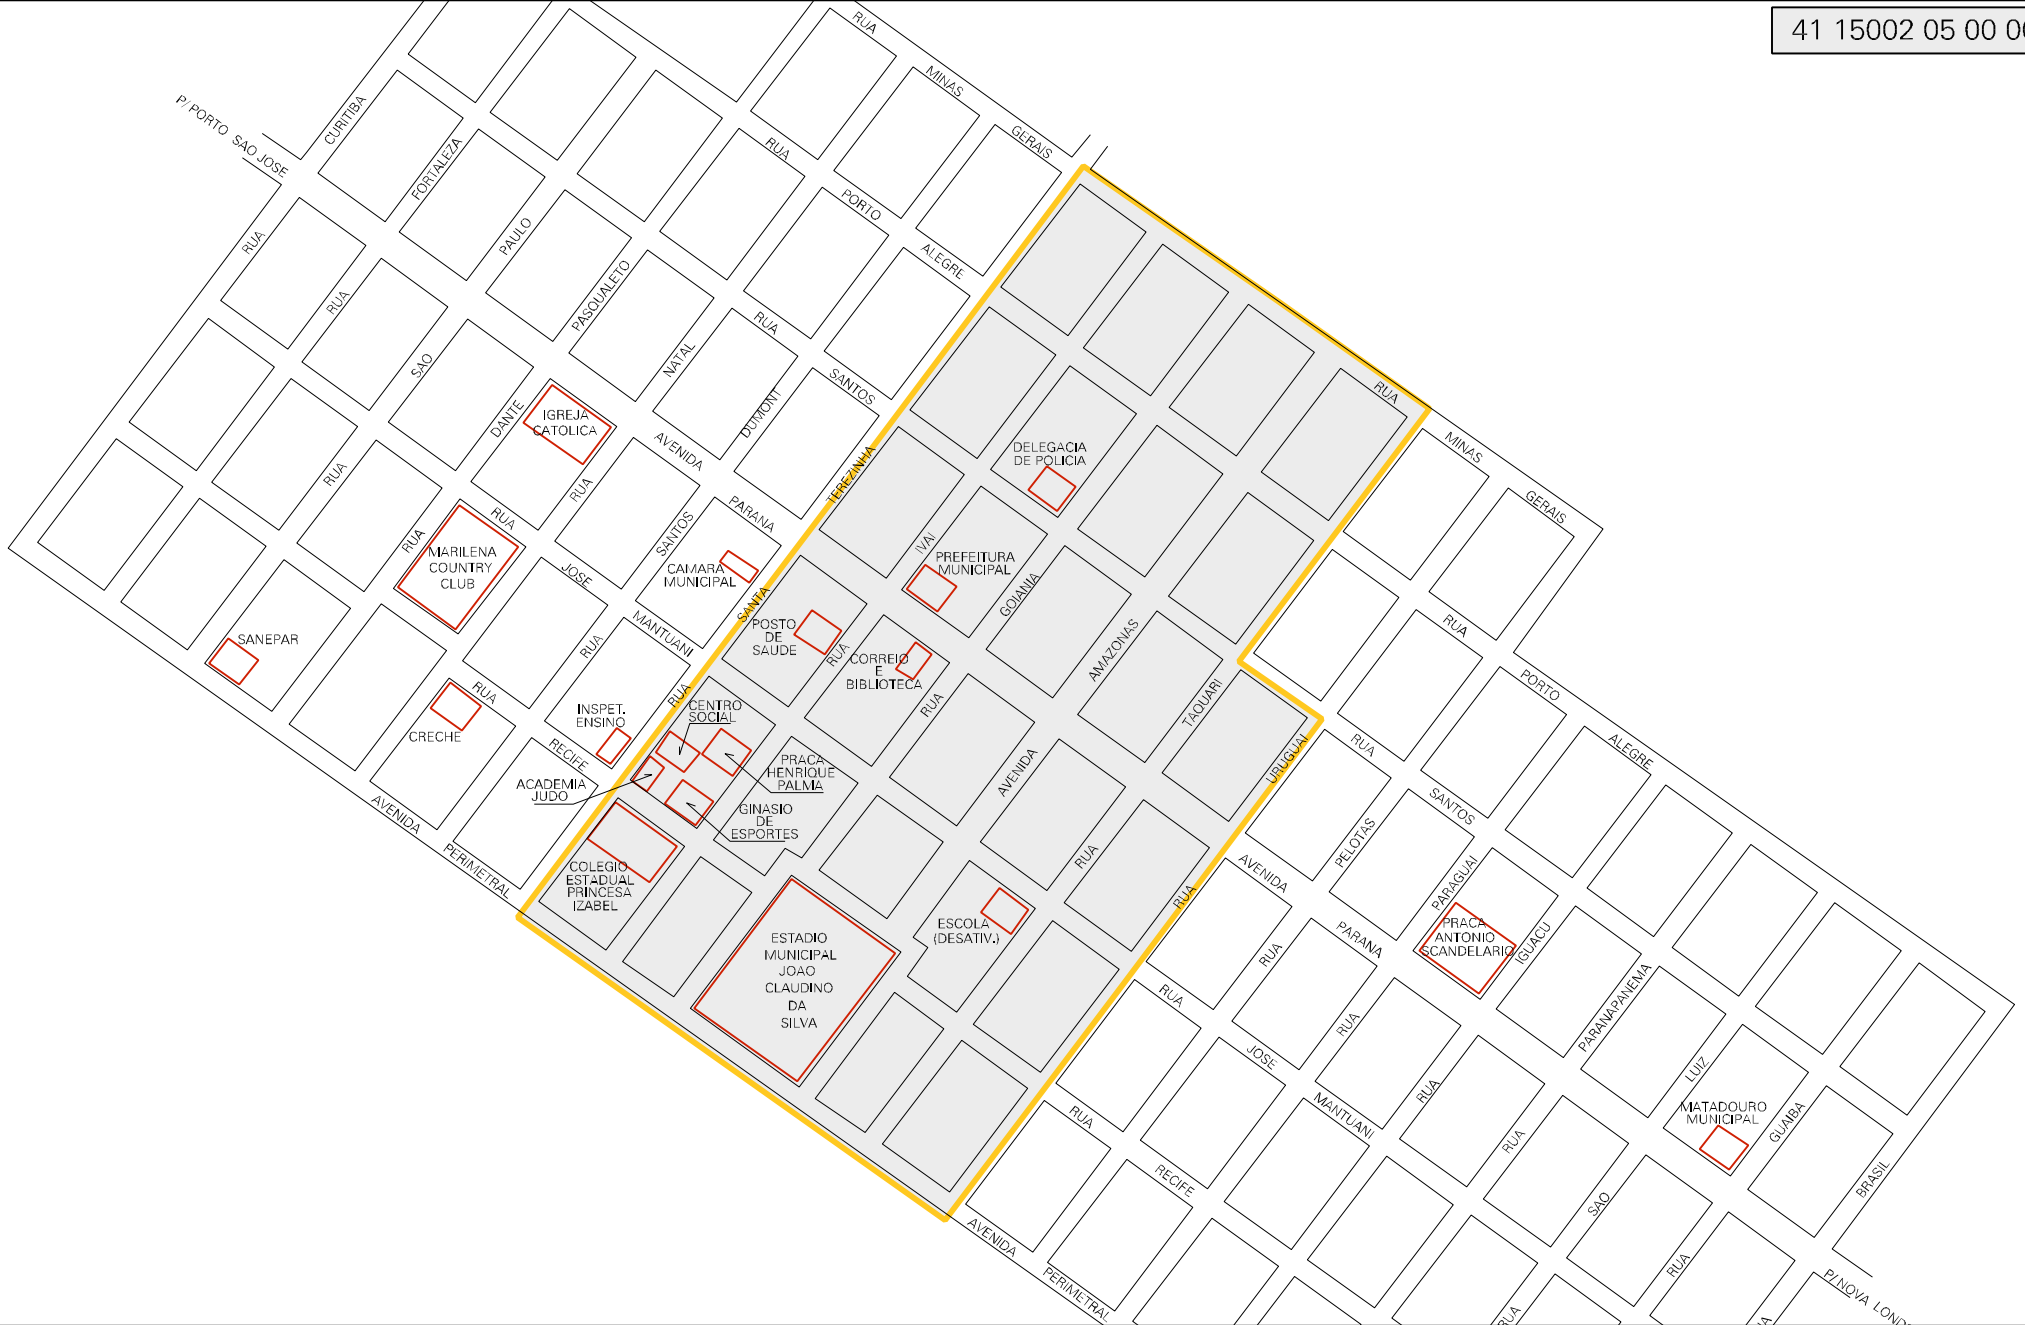 41 15002 05 00 0
RUA
MINAS
GERAIS
P/ PORTO SAO JOSE
CURITIBA
FORTALEZA
RUA
PORTO
ALEGRE
RUA
PAULO
PASQUALETO
RUA
SANTOS
RUA
NATAL
DUMONT
SAO
DANTE
IGREJA
CATOLICA
AVENIDA
PARANA
TEREZINHA
RUA
RUA
RUA
RUA
SANTOS
MARILENA
COUNTRY
CLUB
JOSE
MANTUANI
CAMARA
MUNICIPAL
SANTA
RUA
SANEPAR
RUA
CRECHE
RUA
RECIFE
INSPET.
ENSINO
AVENIDA
PERIMETRAL
ACADEMIA
JUDO
RUA
MINAS
GERAIS
DELEGACIA
DE POLICIA
IVAI
PREFEITURA
MUNICIPAL
GOIANIA
AMAZONAS
TAQUARI
URUGUAI
POSTO
DE
SAUDE
RUA
CORREIO
E
BIBLIOTECA
RUA
AVENIDA
RUA
RUA
CENTRO
SOCIAL
PRACA
HENRIQUE
PALMA
GINASIO
DE
ESPORTES
COLEGIO
ESTADUAL
PRINCESA
IZABEL
ESTADIO
MUNICIPAL
JOAO
CLAUDINO
DA
SILVA
ESCOLA
(DESATIV.)
RUA
PORTO
ALEGRE
RUA
SANTOS
PELOTAS
PARAGUAI
AVENIDA
PARANA
PRACA
ANTONIO
SCANDELARIO
IGUACU
PARANAPANEMA
RUA
RUA
RUA
JOSE
MANTUANI
RUA
RUA
LUIZ
MATADOURO
MUNICIPAL
GUAIBA
BRASIL
RUA
RECIFE
SAO
RUA
AVENIDA
PERIMETRAL
RUA
P/ NOVA LOND